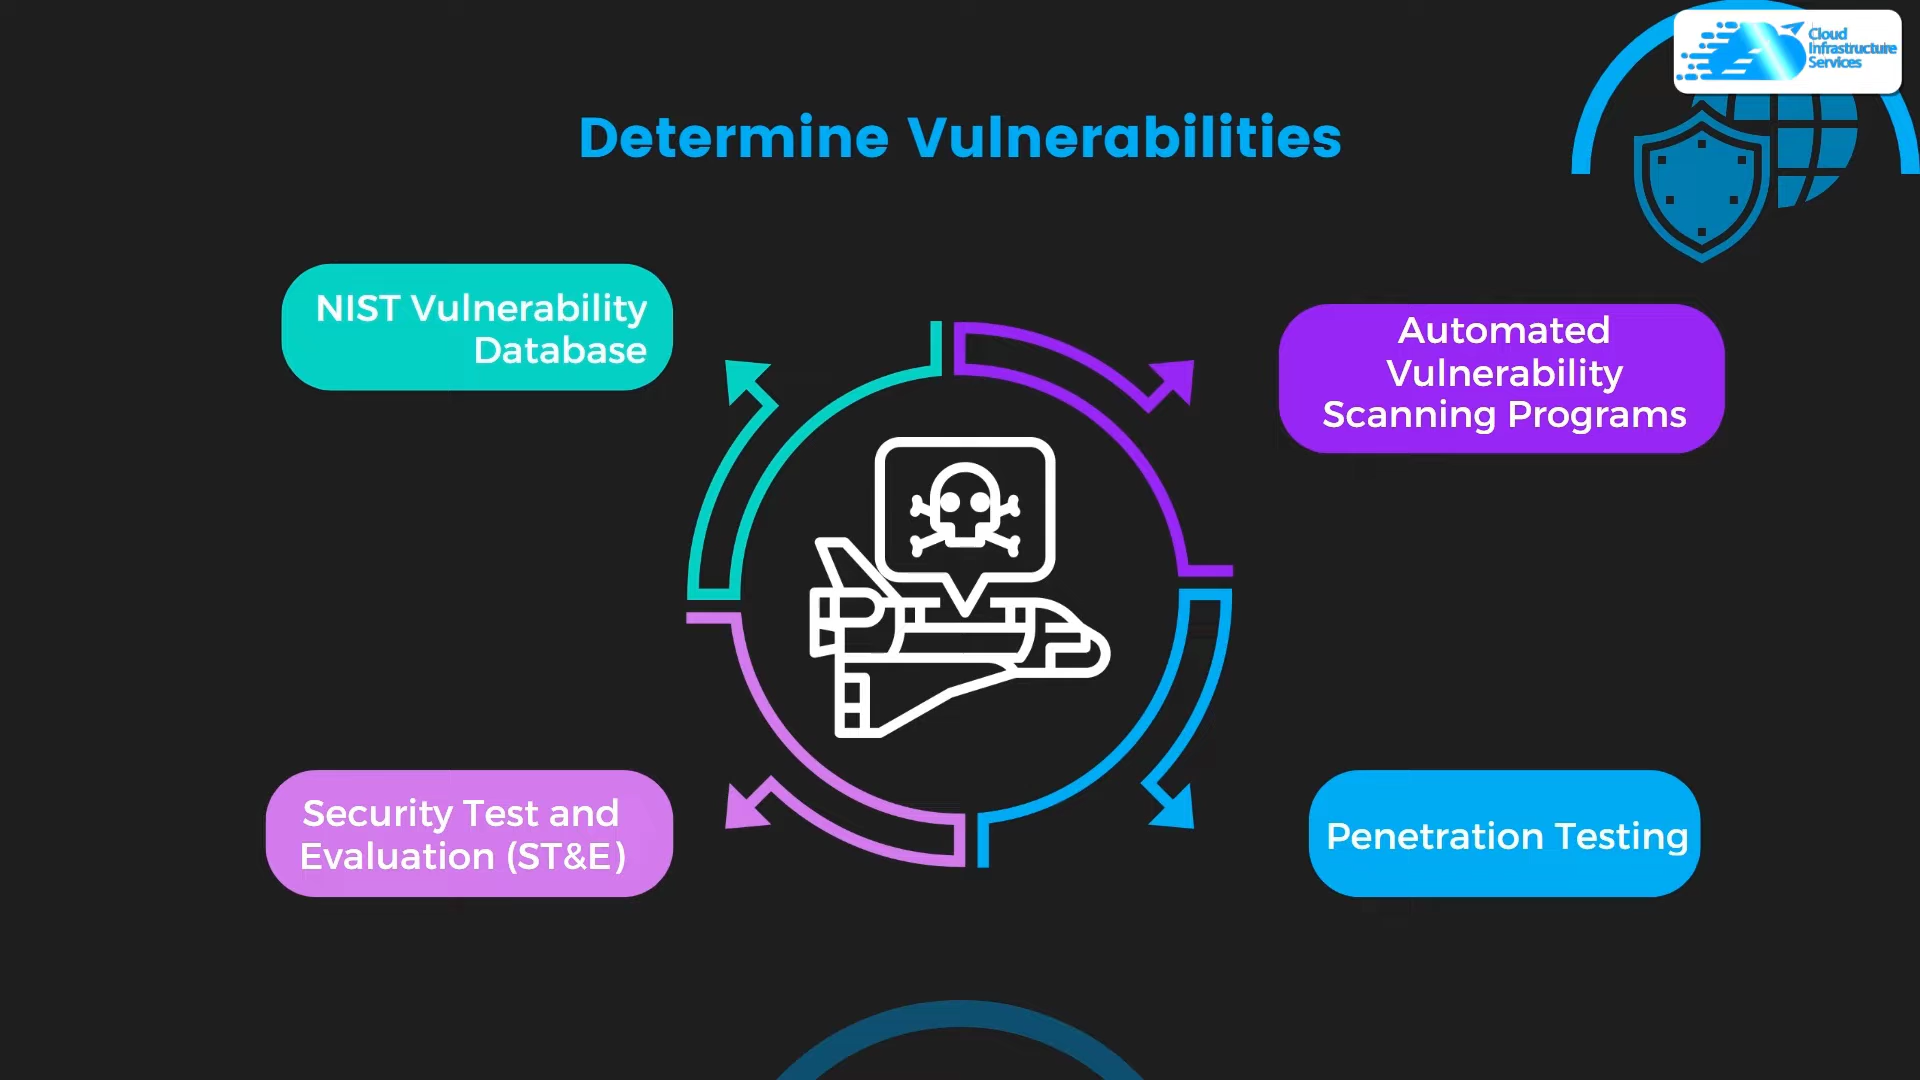 Cloud
Infrastructure
Services
Determine Vulnerabilities
NIST Vulnerability
Database
Automated
Vulnerability
Scanning Programs
Security Test and
Evaluation (ST&E)
Penetration Testing